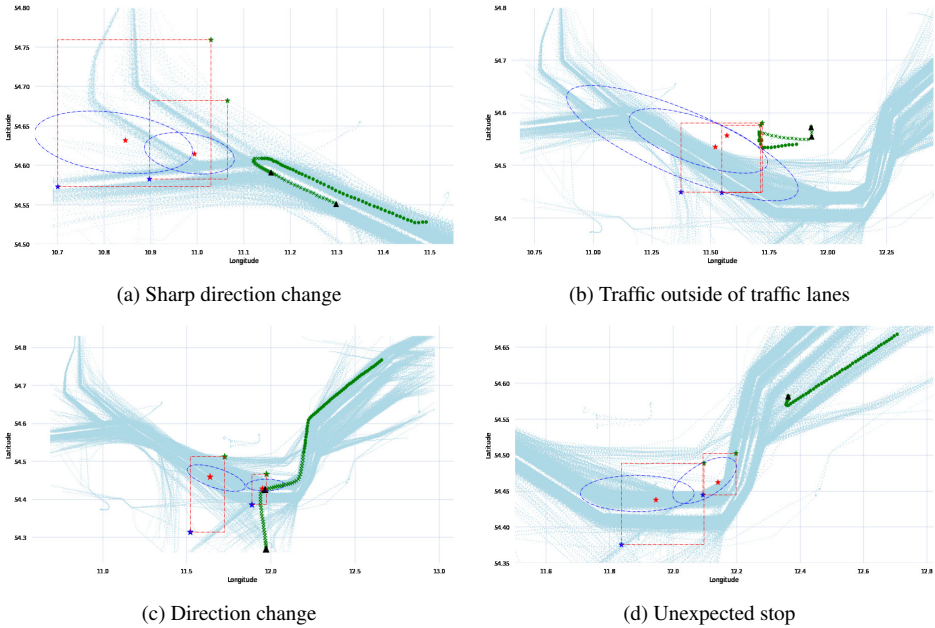 54.80
54.75
54.70
54.65
54.60
54.55
54.50
Latitude
10.7 10.8 10.9 11.0 11.1 11.2 11.3 11.4 11.5
Longitude
(a) Sharp direction change
54.8
54.7
54.6
54.5
54.4
Latitude
10.75 11.00 11.25 11.50 11.75 12.00 12.25
Longitude
(b) Traffic outside of traffic lanes
54.8
54.7
54.6
54.5
54.4
54.3
Latitude
11.0 11.5 12.0 12.5 13.0
Longitude
(c) Direction change
54.65
54.60
54.55
54.50
54.45
54.40
54.35
Latitude
11.6 11.8 12.0 12.2 12.4 12.6 12.8
Longitude
(d) Unexpected stop